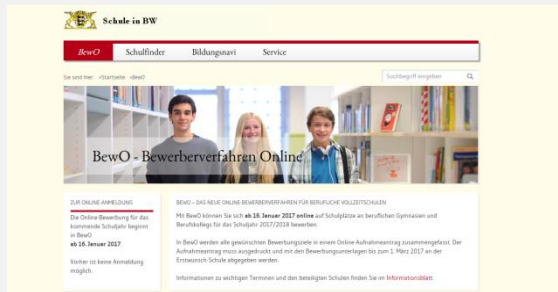 Schule in BW
BewO Schulfinder Bildungsnavi Service
Sie sind hier: >Startseite >BewO
Suchbegriff eingeben
BewO - Bewerberverfahren Online
ZUR ONLINE-ANMELDUNG
Die Online-Bewerbung für das
kommende Schuljahr beginnt
in BewO
ab 16. Januar 2017.
Vorher ist keine Anmeldung
möglich.
BEWO – DAS NEUE ONLINE-BEWERBERVERFAHREN FÜR BERUFLICHE VOLLZEITSCHULEN
Mit BewO können Sie sich ab 16. Januar 2017 online auf Schulplätze an beruflichen Gymnasien und
Berufskollegs für das Schuljahr 2017/2018 bewerben.
In BewO werden alle gewünschten Bewerbungsziele in einem Online-Aufnahmeantrag zusammengefasst. Der
Aufnahmeantrag muss ausgedruckt und mit den Bewerbungsunterlagen bis zum 1. März 2017 an der
Erstwunsch-Schule abgegeben werden.
Informationen zu wichtigen Terminen und den beteiligten Schulen finden Sie im Informationsblatt.